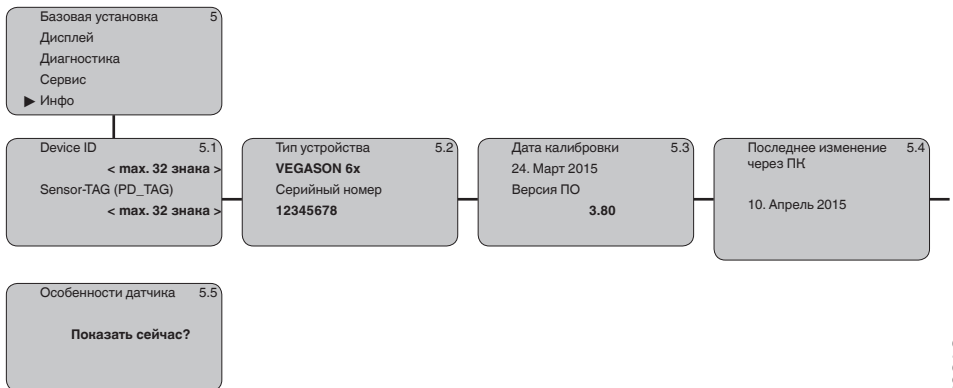 Базовая установка 5
Дисплей
Диагностика
Сервис
▶ Инфо
Device ID 5.1
< max. 32 знака >
Sensor-TAG (PD_TAG)
< max. 32 знака >
Тип устройства 5.2
VEGASON 6x
Серийный номер
12345678
Дата калибровки 5.3
24. Март 2015
Версия ПО
3.80
Последнее изменение 5.4
через ПК
10. Апрель 2015
Особенности датчика 5.5
Показать сейчас?